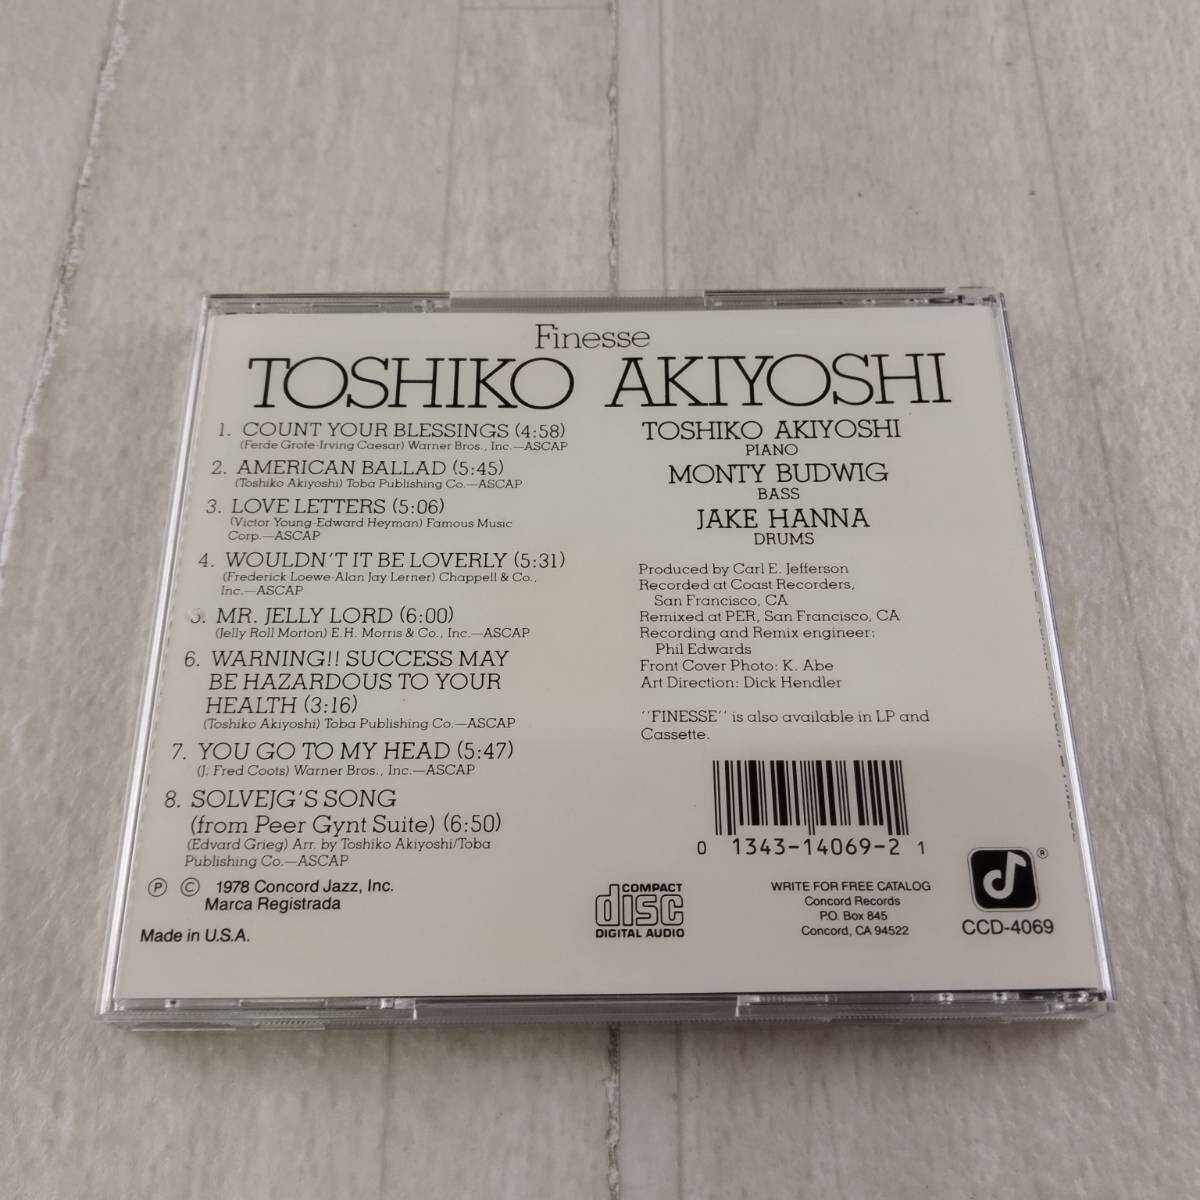 Finesse
TOSHIKO AKIYOSHI
1. COUNT YOUR BLESSINGS (4:58)
(Ferde Grofe-Irving Caesar) Warner Bros., Inc.—ASCAP
2. AMERICAN BALLAD (5:45)
(Toshiko Akiyoshi) Toba Publishing Co.—ASCAP
3. LOVE LETTERS (5:06)
(Victor Young-Edward Heyman) Famous Music
Corp.—ASCAP
4. WOULDN'T IT BE LOVERLY (5:31)
(Frederick Loewe-Alan Jay Lerner) Chappell & Co.,
Inc.—ASCAP
5. MR. JELLY LORD (6:00)
(Jelly Roll Morton) E.H. Morris & Co., Inc.—ASCAP
6. WARNING!! SUCCESS MAY
BE HAZARDOUS TO YOUR
HEALTH (3:16)
(Toshiko Akiyoshi) Toba Publishing Co.—ASCAP
7. YOU GO TO MY HEAD (5:47)
(J. Fred Coots) Warner Bros., Inc.—ASCAP
8. SOLVEJG'S SONG
(from Peer Gynt Suite) (6:50)
(Edvard Grieg) Arr. by Toshiko Akiyoshi/Toba
Publishing Co.—ASCAP
℗ © 1978 Concord Jazz, Inc.
Marca Registrada
Made in U.S.A.
TOSHIKO AKIYOSHI
PIANO
MONTY BUDWIG
BASS
JAKE HANNA
DRUMS
Produced by Carl E. Jefferson
Recorded at Coast Recorders,
San Francisco, CA
Remixed at PER, San Francisco, CA
Recording and Remix engineer:
Phil Edwards
Front Cover Photo: K. Abe
Art Direction: Dick Hendler
"FINESSE" is also available in LP and
Cassette.
0 1343-14069-2 1
COMPACT
disc
DIGITAL AUDIO
WRITE FOR FREE CATALOG
Concord Records
P.O. Box 845
Concord, CA 94522
®
CCD-4069